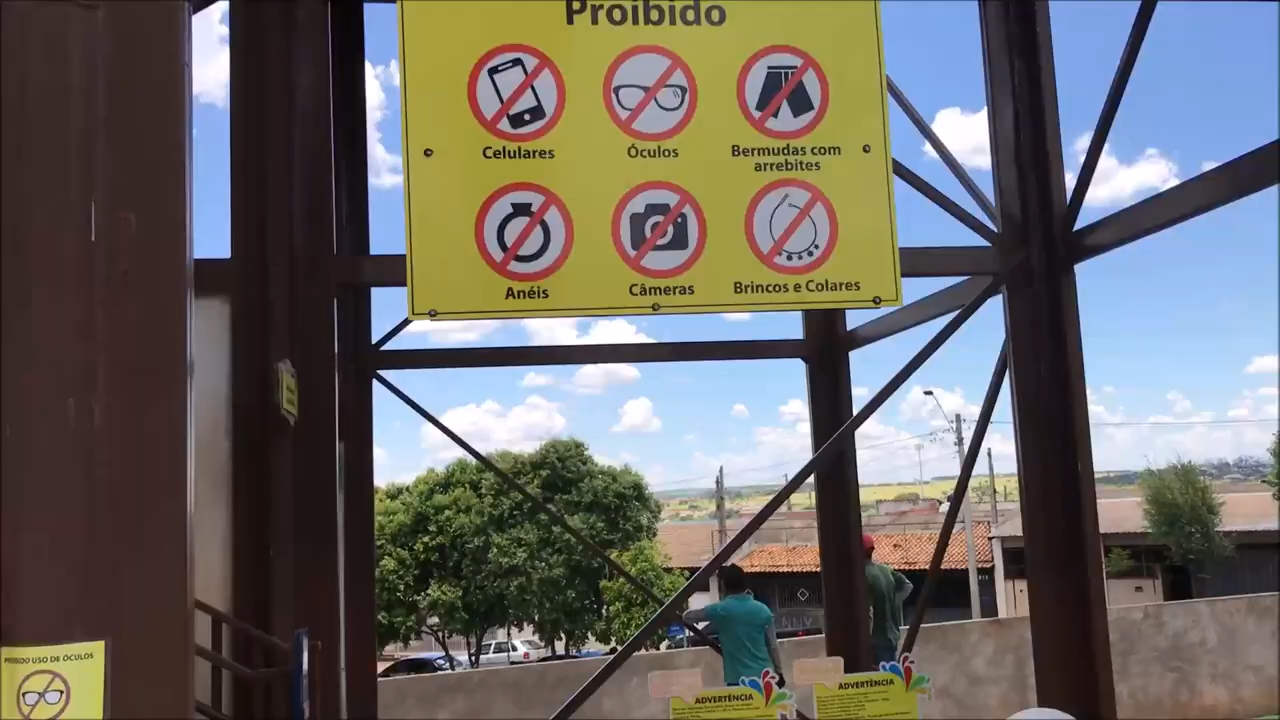 Proibido
Celulares
Óculos
Bermudas com
arrebites
Anéis
Câmeras
Brincos e Colares
PROIBIDO USO DE ÓCULOS
ADVERTÊNCIA
ADVERTÊNCIA